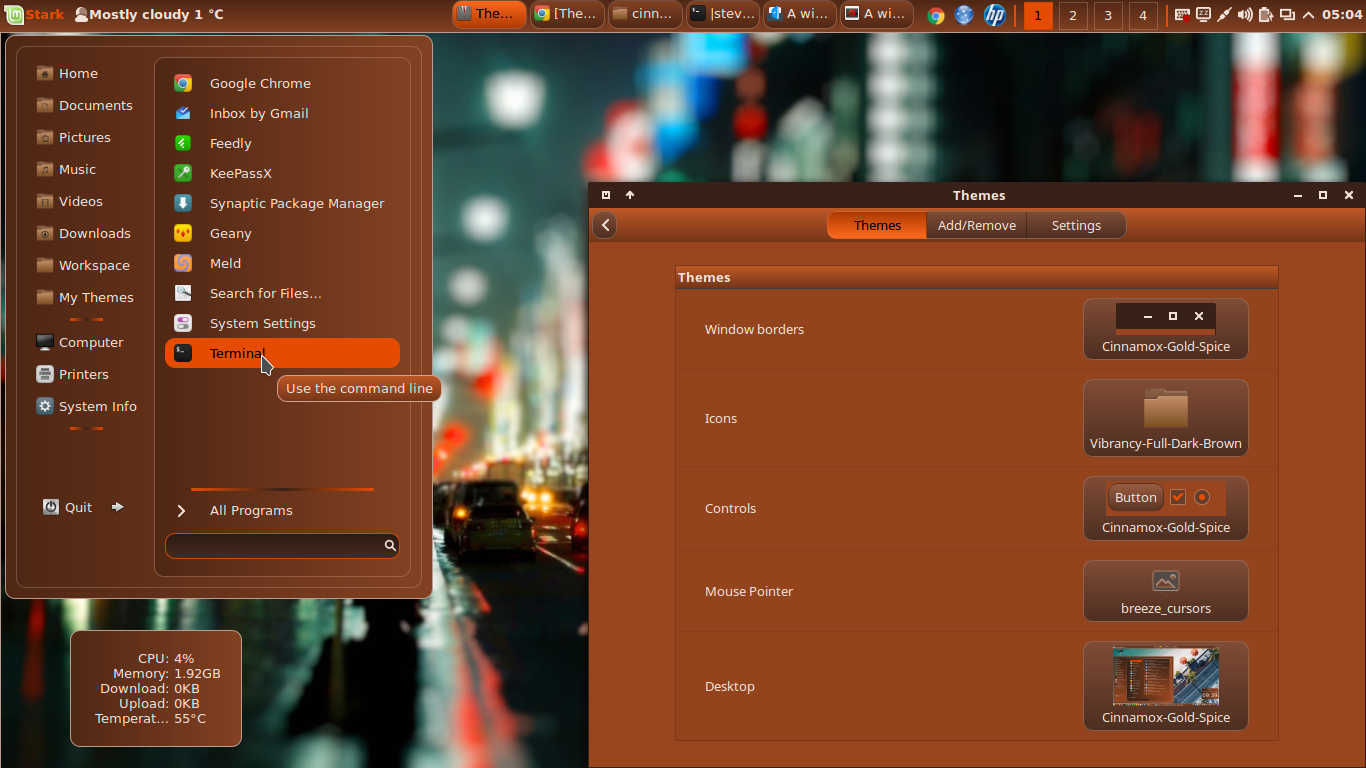 Stark
Mostly cloudy 1 °C
The...
[The...
cinn...
|stev...
A wi...
A wi...
hp
1
2
3
4
05:04
Home
Documents
Pictures
Music
Videos
Downloads
Workspace
My Themes
Computer
Printers
System Info
Quit
Google Chrome
Inbox by Gmail
Feedly
KeePassX
Synaptic Package Manager
Geany
Meld
Search for Files...
System Settings
Terminal
Use the command line
All Programs
CPU: 4%
Memory: 1.92GB
Download: 0KB
Upload: 0KB
Temperat... 55°C
Themes
Themes
Add/Remove
Settings
Themes
Window borders
Cinnamox-Gold-Spice
Icons
Vibrancy-Full-Dark-Brown
Controls
Button
Cinnamox-Gold-Spice
Mouse Pointer
breeze_cursors
Desktop
09:39
Cinnamox-Gold-Spice